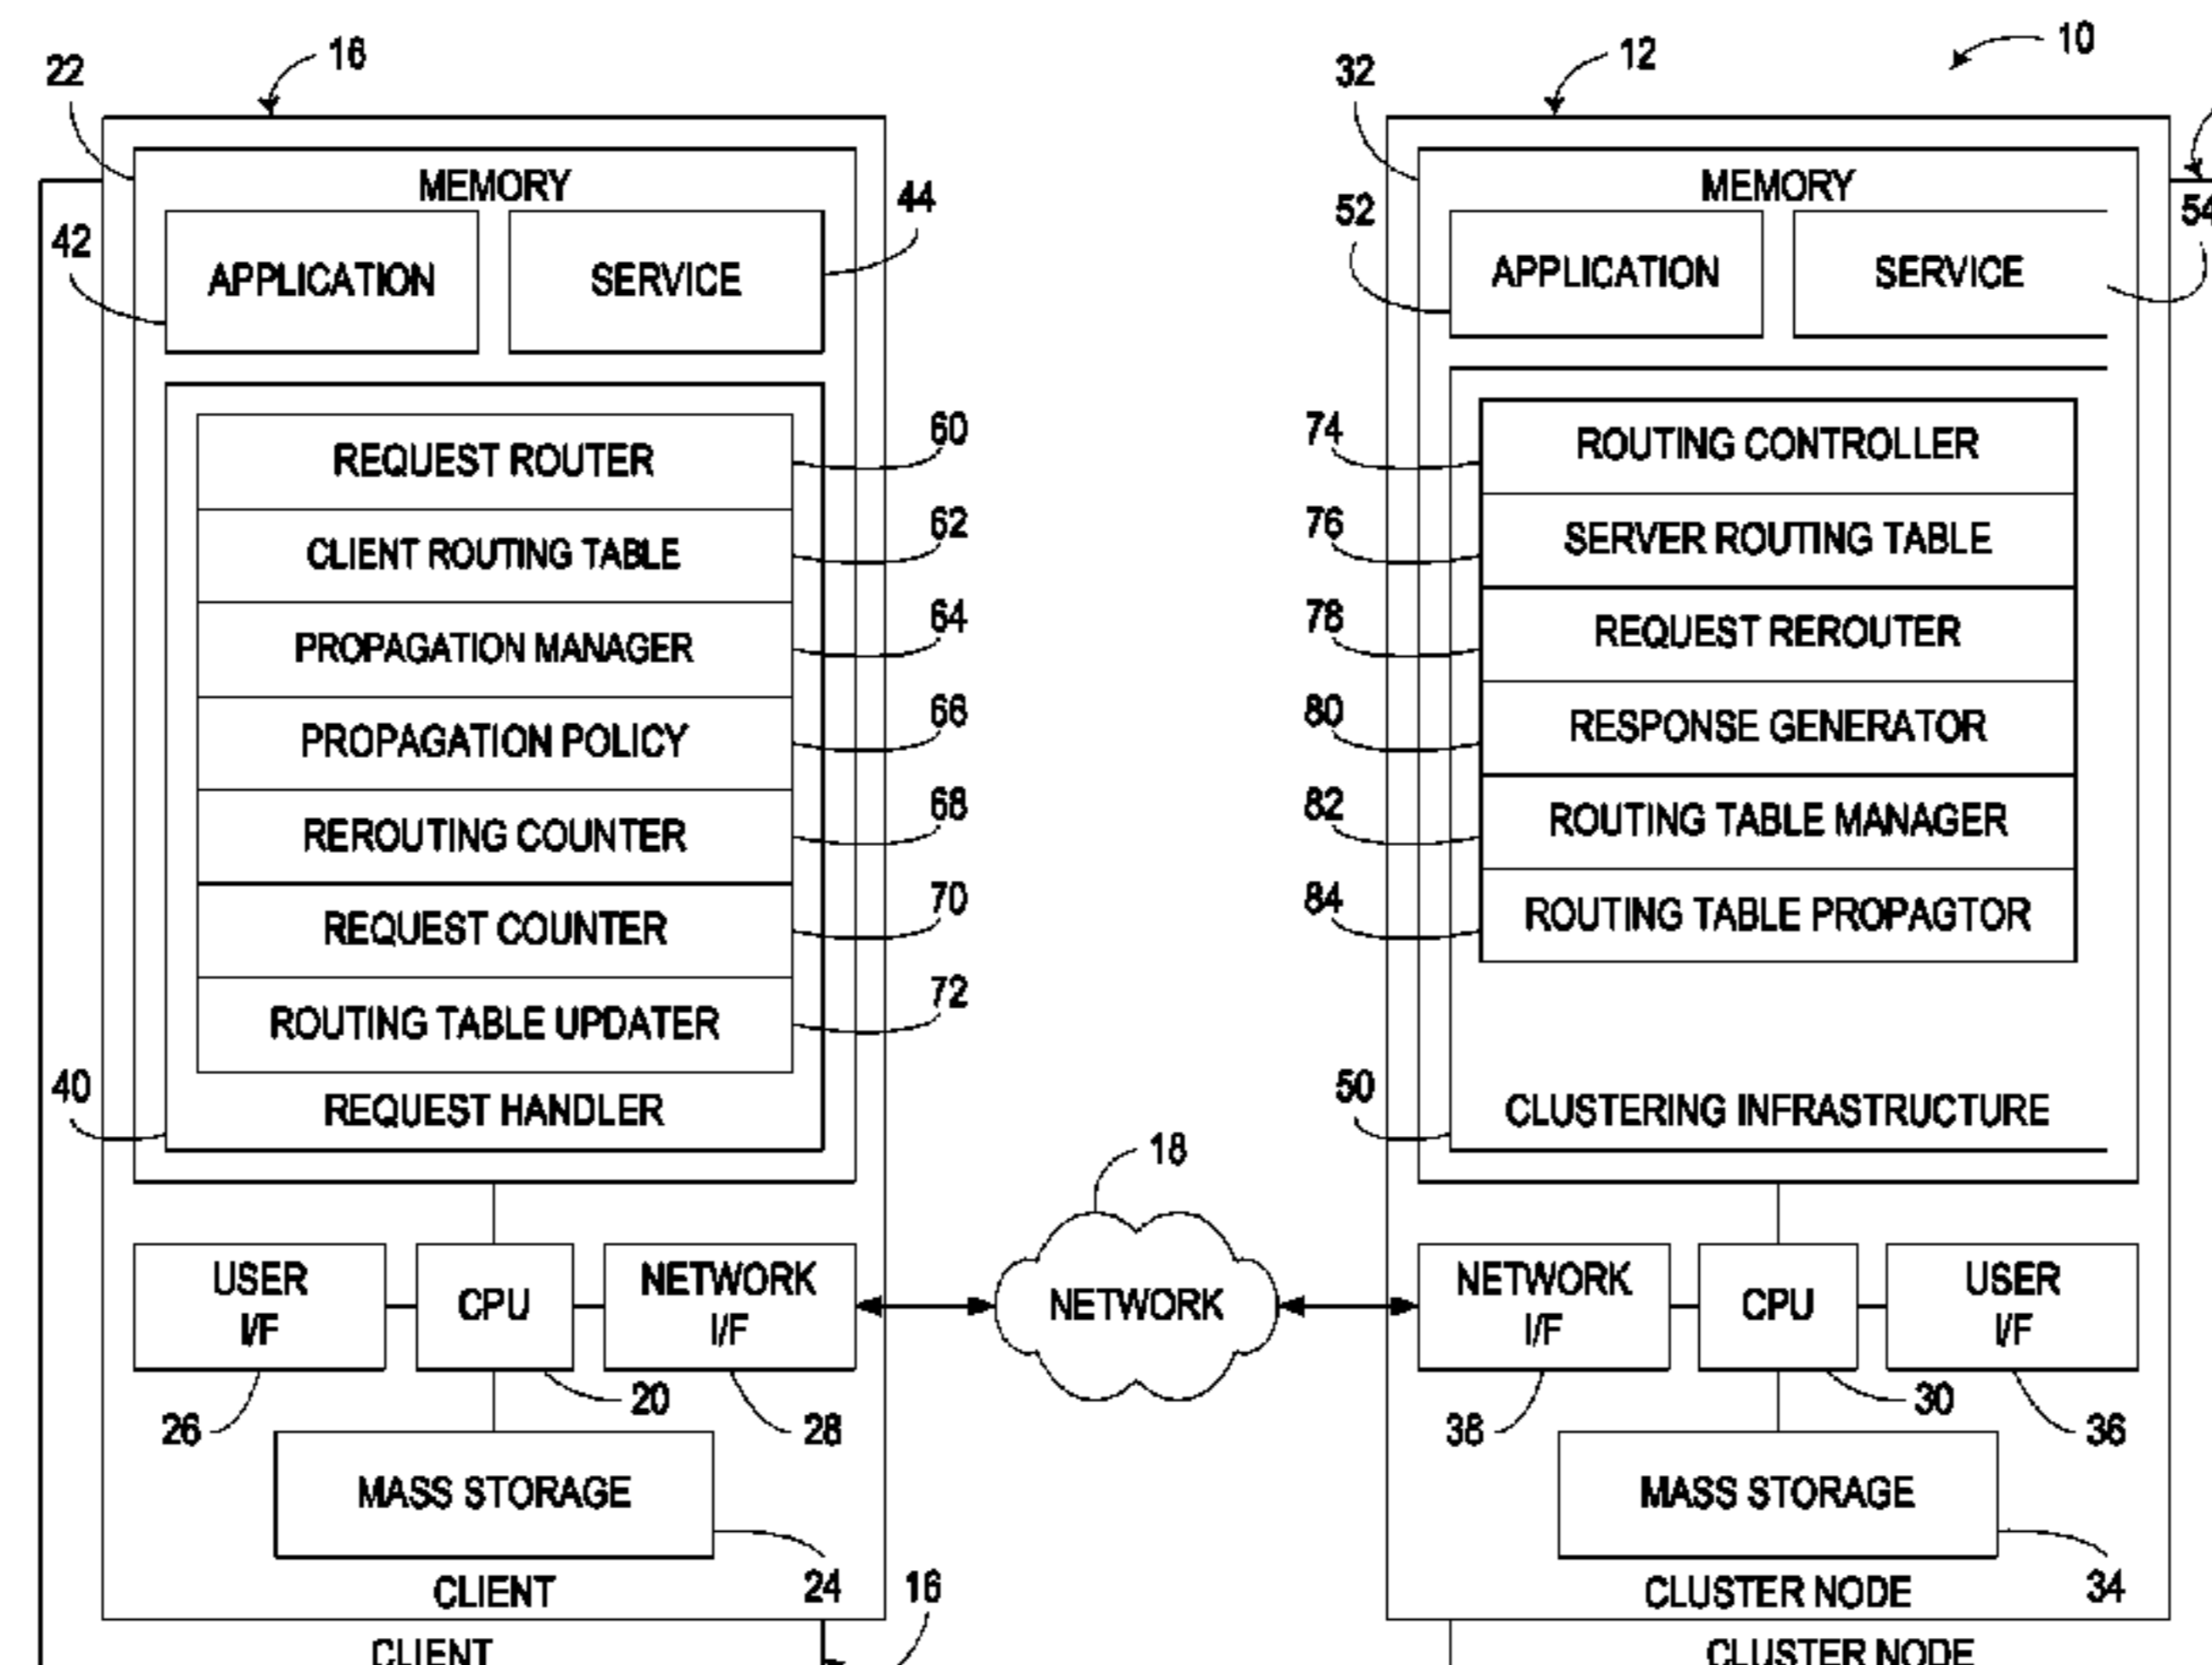 22
16
32
12
10
MEMORY
42
APPLICATION
SERVICE
44
REQUEST ROUTER
60
CLIENT ROUTING TABLE
62
PROPAGATION MANAGER
64
PROPAGATION POLICY
66
REROUTING COUNTER
68
REQUEST COUNTER
70
ROUTING TABLE UPDATER
72
40
REQUEST HANDLER
USER
I/F
CPU
NETWORK
I/F
26
20
28
MASS STORAGE
24
CLIENT
16
CLIENT
18
NETWORK
MEMORY
52
APPLICATION
SERVICE
54
74
ROUTING CONTROLLER
76
SERVER ROUTING TABLE
78
REQUEST REROUTER
80
RESPONSE GENERATOR
82
ROUTING TABLE MANAGER
84
ROUTING TABLE PROPAGTOR
50
CLUSTERING INFRASTRUCTURE
NETWORK
I/F
CPU
USER
I/F
38
30
36
MASS STORAGE
34
CLUSTER NODE
CLUSTER NODE